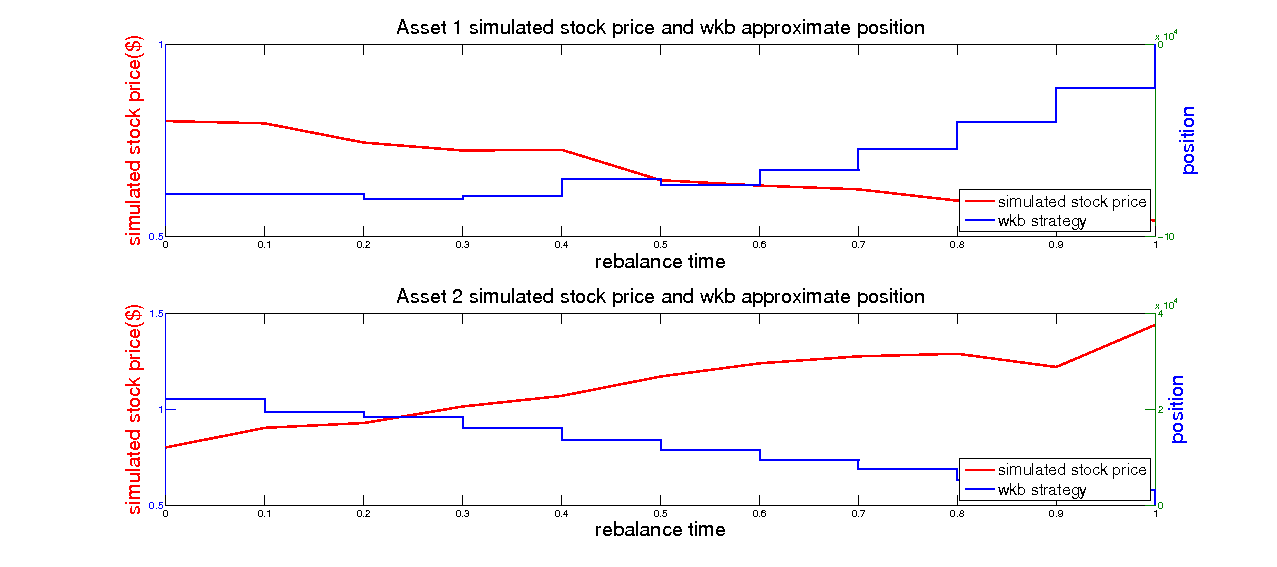 Asset 1 simulated stock price and wkb approximate position
x 10^4
1
0
simulated stock price($)
position
simulated stock price
wkb strategy
0.5
-10
0 0.1 0.2 0.3 0.4 0.5 0.6 0.7 0.8 0.9 1
rebalance time
Asset 2 simulated stock price and wkb approximate position
x 10^4
1.5
4
simulated stock price($)
1
2
position
simulated stock price
wkb strategy
0.5
0
0 0.1 0.2 0.3 0.4 0.5 0.6 0.7 0.8 0.9 1
rebalance time